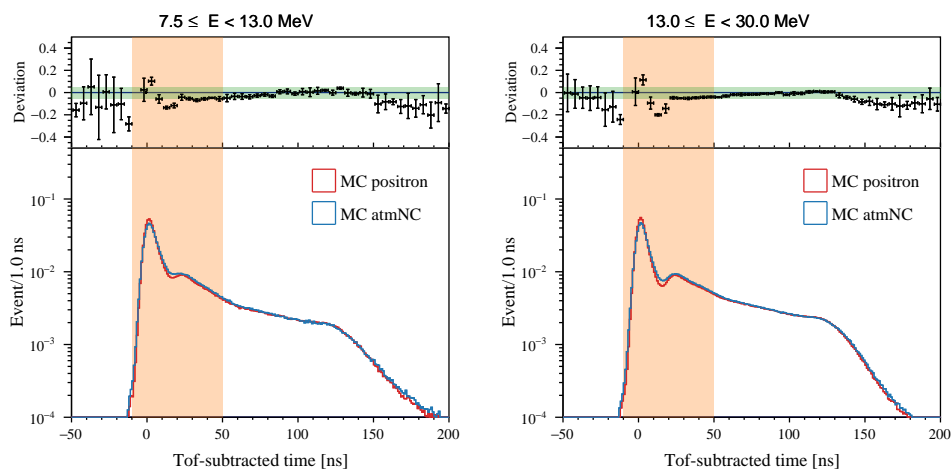 7.5 ≤ E < 13.0 MeV
Deviation
0.4
0.2
0
−0.2
−0.4
MC positron
MC atmNC
Event/1.0 ns
10⁻¹
10⁻²
10⁻³
10⁻⁴
−50 0 50 100 150 200
Tof-subtracted time [ns]
13.0 ≤ E < 30.0 MeV
Deviation
0.4
0.2
0
−0.2
−0.4
MC positron
MC atmNC
Event/1.0 ns
10⁻¹
10⁻²
10⁻³
10⁻⁴
−50 0 50 100 150 200
Tof-subtracted time [ns]